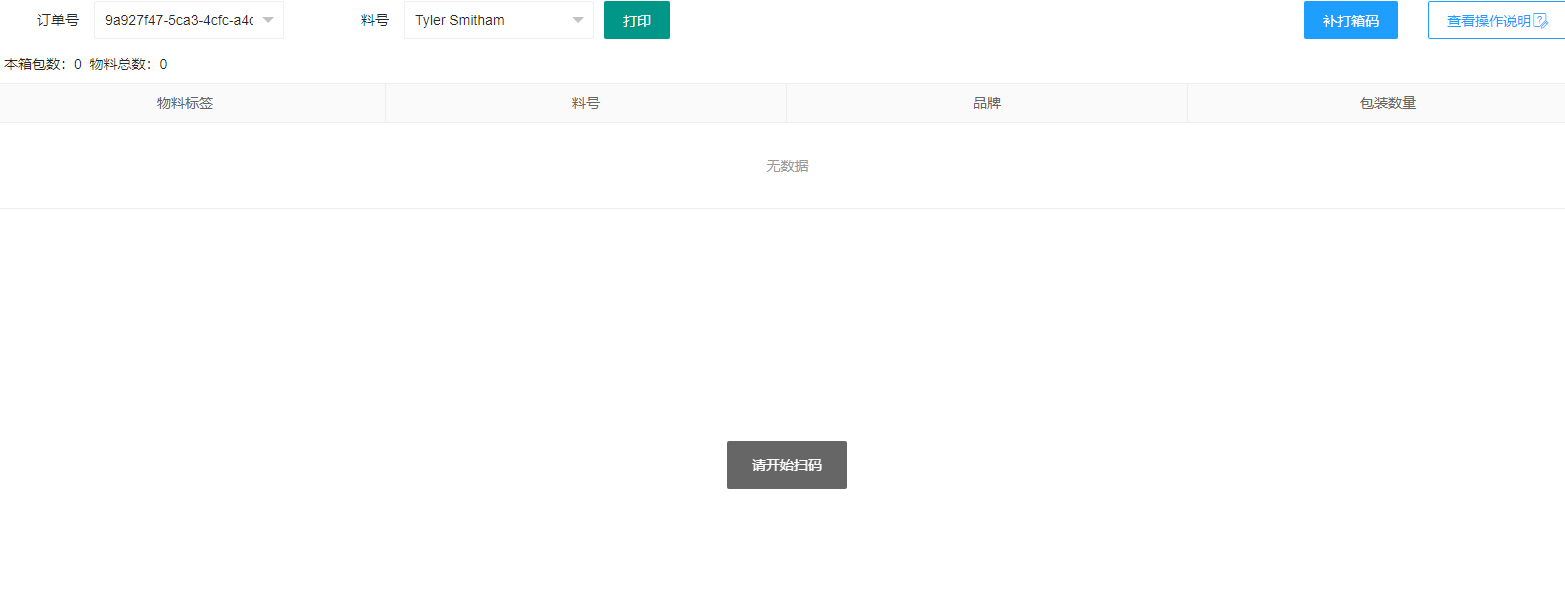 订单号 9a927f47-5ca3-4cfc-a4c 料号 Tyler Smitham 打印 补打箱码 查看操作说明
本箱包数：0 物料总数：0
物料标签 料号 品牌 包装数量
无数据
请开始扫码